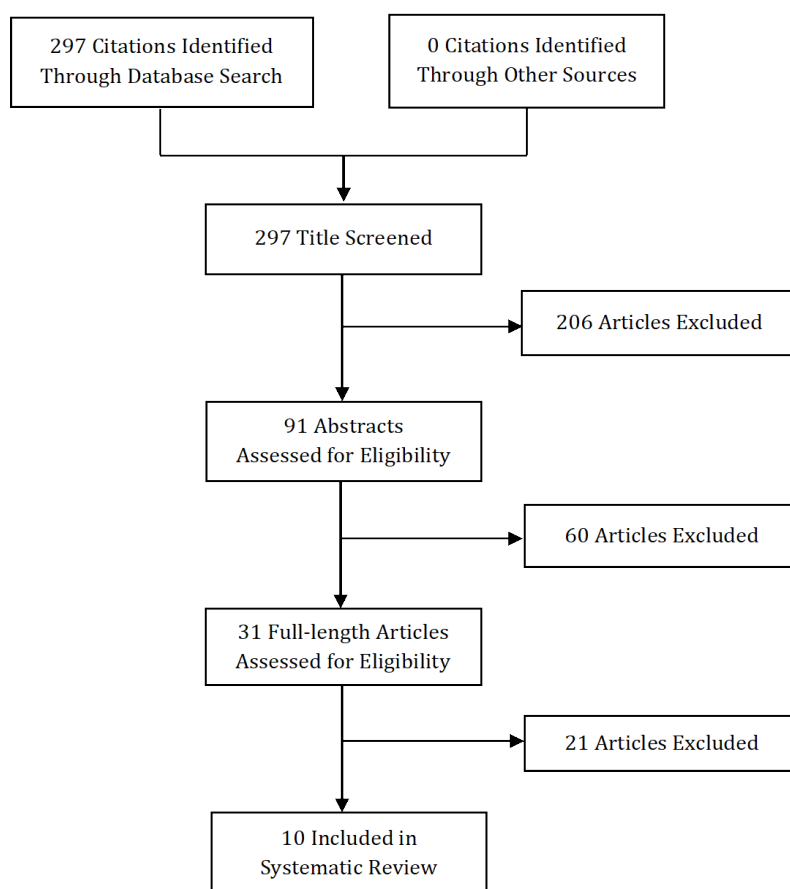 297 Citations Identified
Through Database Search
0 Citations Identified
Through Other Sources
297 Title Screened
206 Articles Excluded
91 Abstracts
Assessed for Eligibility
60 Articles Excluded
31 Full-length Articles
Assessed for Eligibility
21 Articles Excluded
10 Included in
Systematic Review